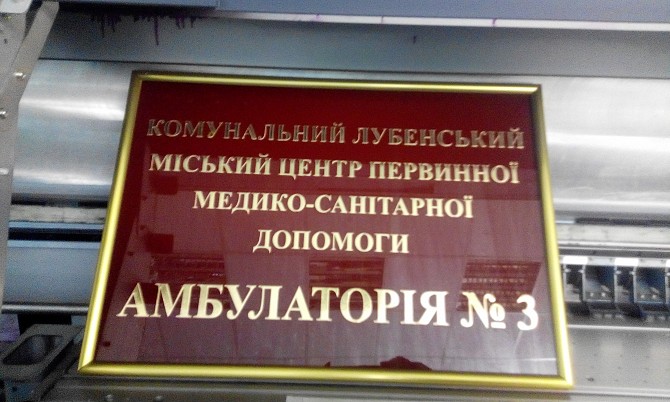 КОМУНАЛЬНИЙ ЛУБЕНСЬКИЙ
МІСЬКИЙ ЦЕНТР ПЕРВИННОЇ
МЕДИКО-САНІТАРНОЇ
ДОПОМОГИ
АМБУЛАТОРІЯ № 3